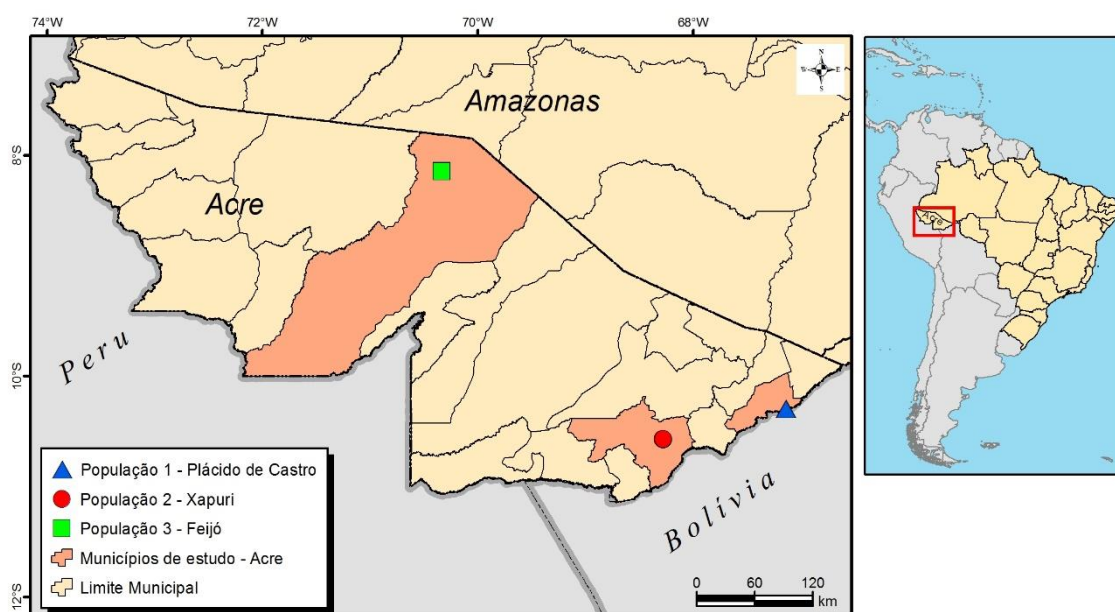 74°W
72°W
70°W
68°W
N
W
E
S
Amazonas
8°S
Acre
Acre
Peru
10°S
Bolívia
População 1 - Plácido de Castro
População 2 - Xapuri
População 3 - Feijó
Municípios de estudo - Acre
Limite Municipal
0 60 120
km
12°S